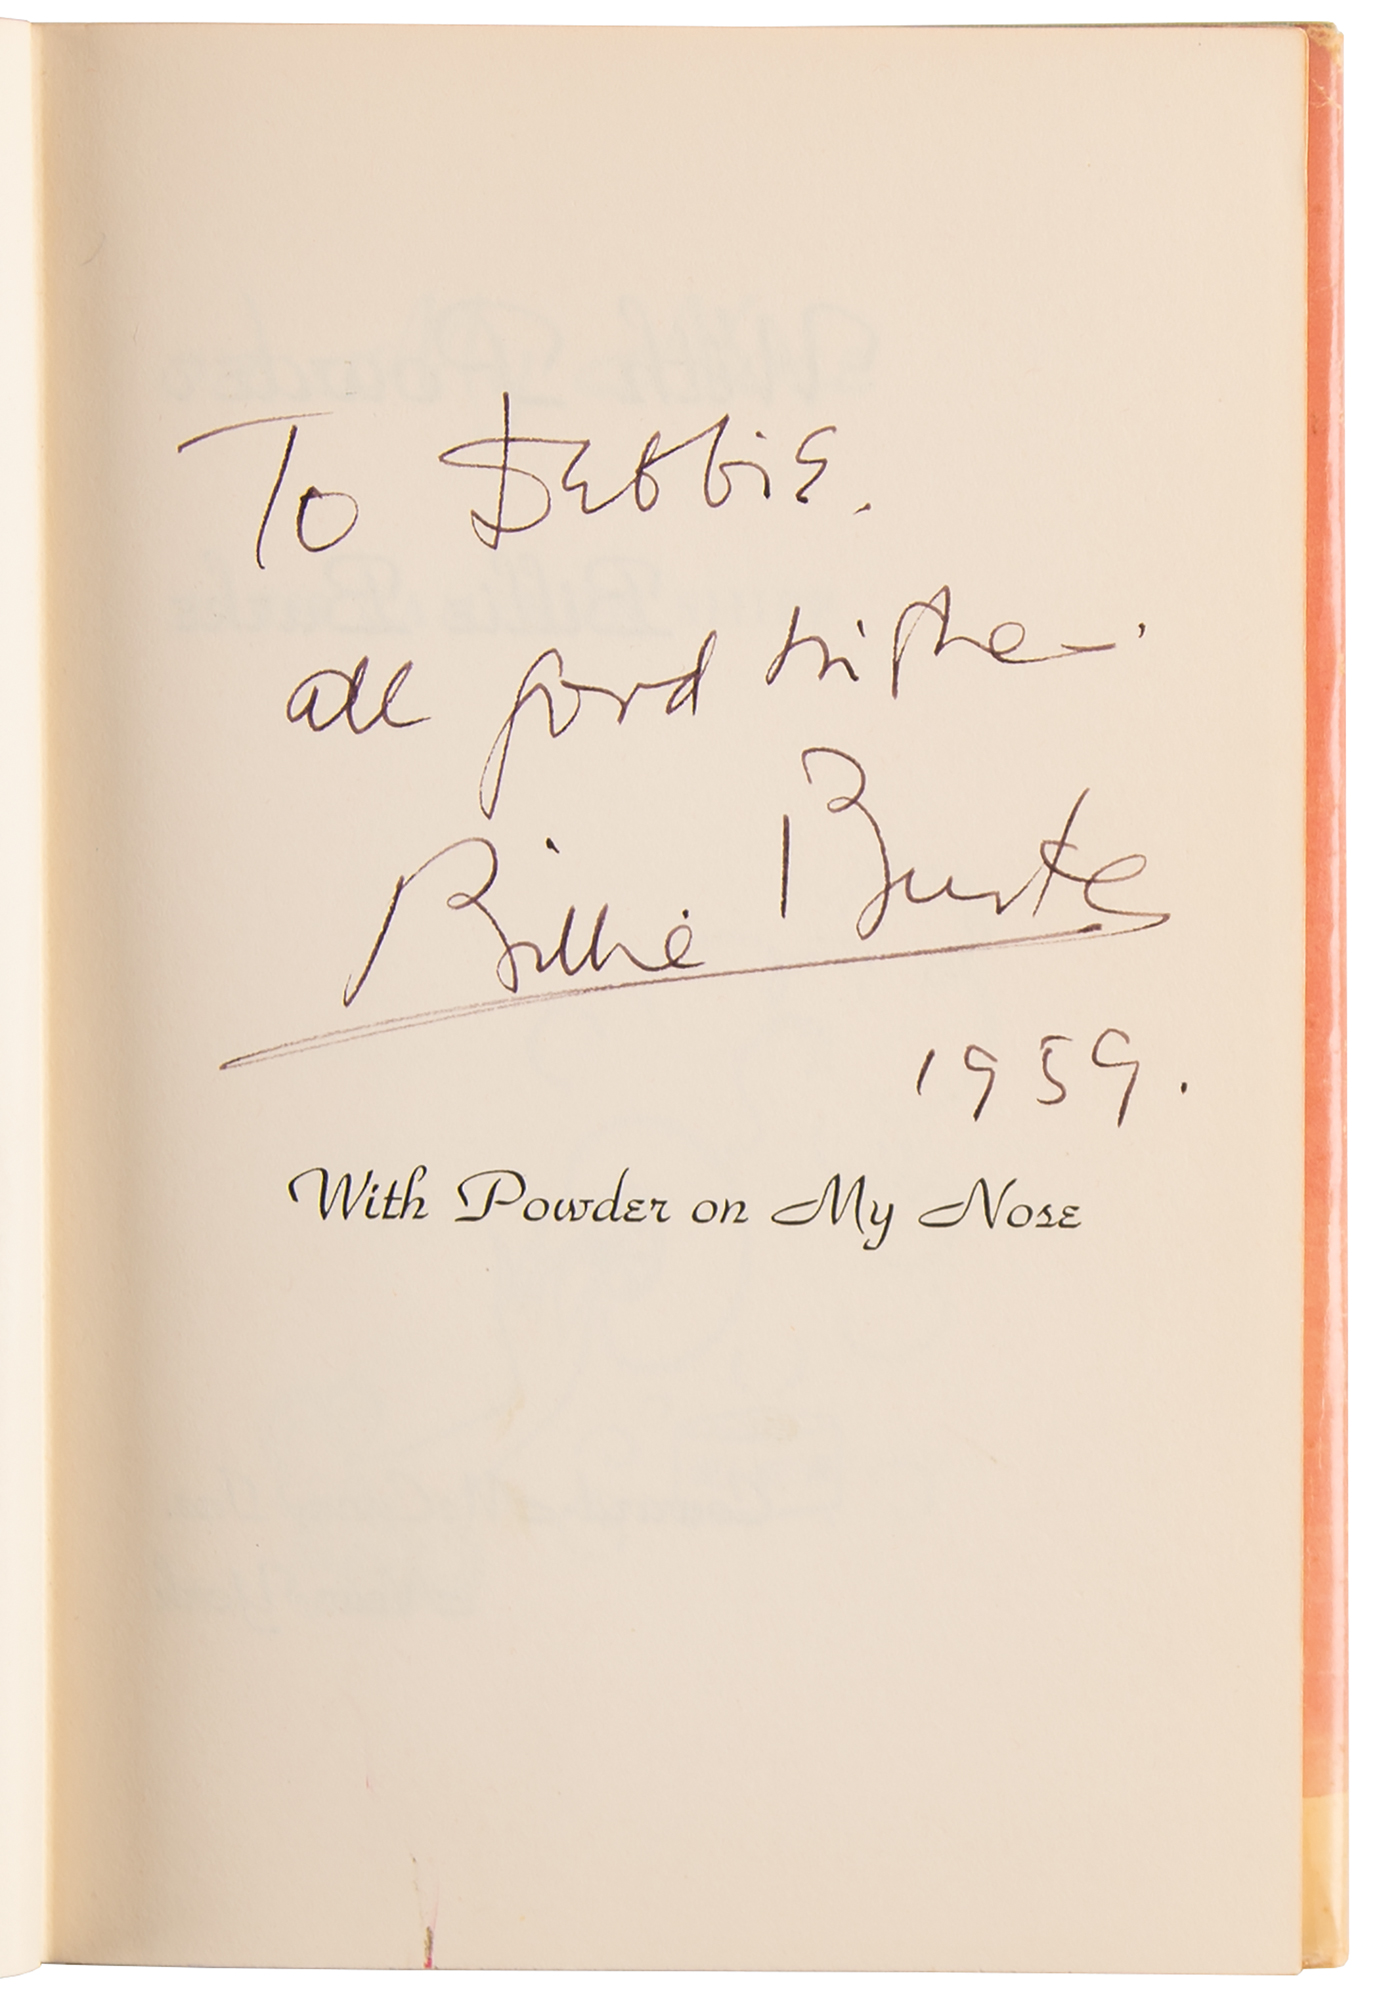 To Debbie.
all good wishes.
Billie Burke
1959.
With Powder on My Nose